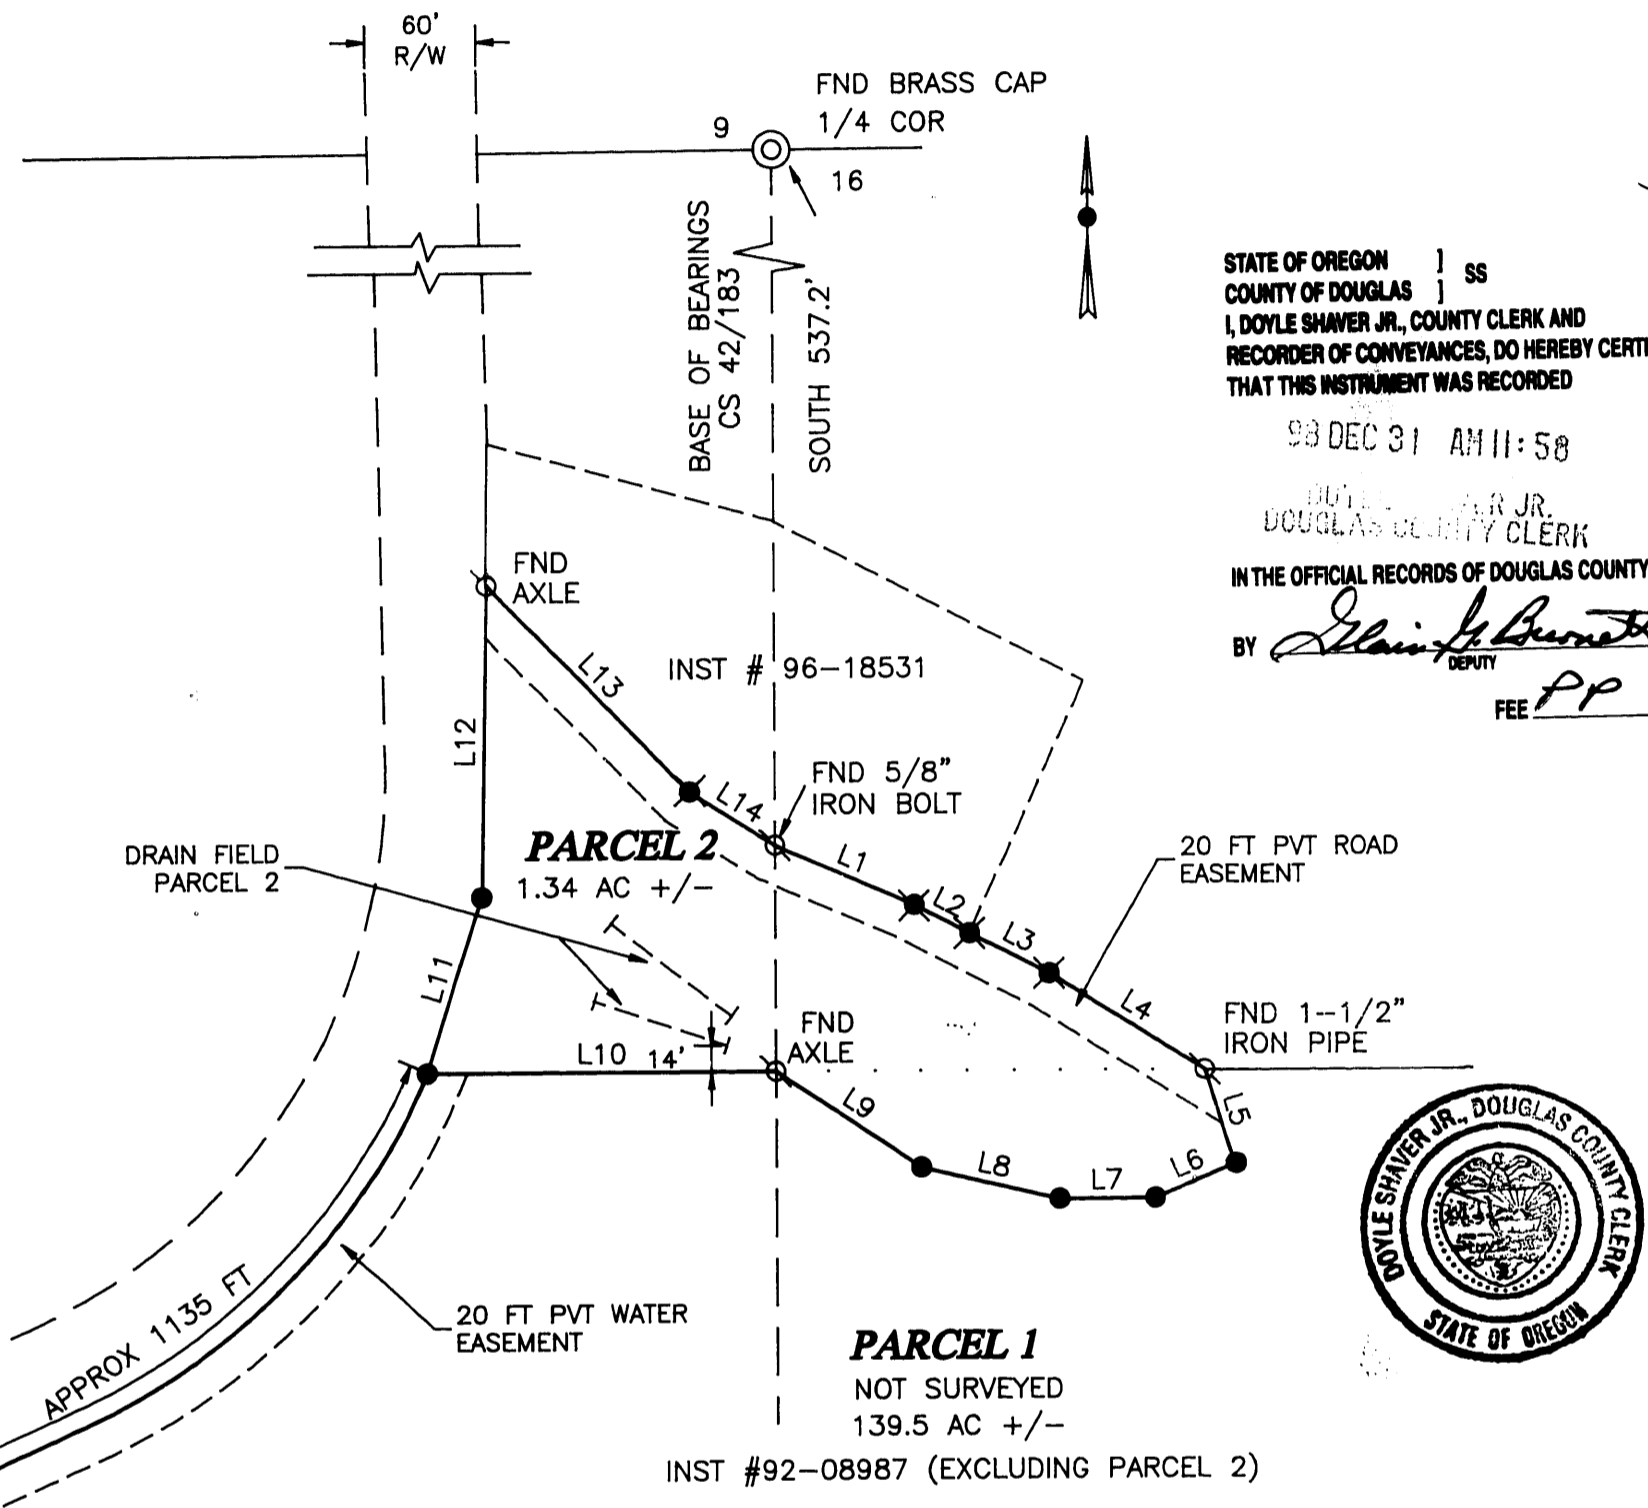 60'
R/W
FND BRASS CAP
1/4 COR
9
16
BASE OF BEARINGS
CS 42/183
SOUTH 537.2'
STATE OF OREGON ]
COUNTY OF DOUGLAS ] SS
I, DOYLE SHAVER JR., COUNTY CLERK AND
RECORDER OF CONVEYANCES, DO HEREBY CERTI
THAT THIS INSTRUMENT WAS RECORDED
98 DEC 31 AM 11:58
JR.
DOUGLAS COUNTY CLERK
IN THE OFFICIAL RECORDS OF DOUGLAS COUNTY
BY
DEPUTY
FEE PP
FND
AXLE
L13
INST # 96-18531
L12
FND 5/8"
IRON BOLT
L14
PARCEL 2
1.34 AC +/-
L1
20 FT PVT ROAD
EASEMENT
DRAIN FIELD
PARCEL 2
L2
L3
L11
L4
FND
AXLE
FND 1-1/2"
IRON PIPE
L10 14'
L9
L5
L8
L7
L6
DOYLE SHAVER JR., DOUGLAS COUNTY CLERK
STATE OF OREGON
APPROX 1135 FT
20 FT PVT WATER
EASEMENT
PARCEL 1
NOT SURVEYED
139.5 AC +/-
INST #92-08987 (EXCLUDING PARCEL 2)